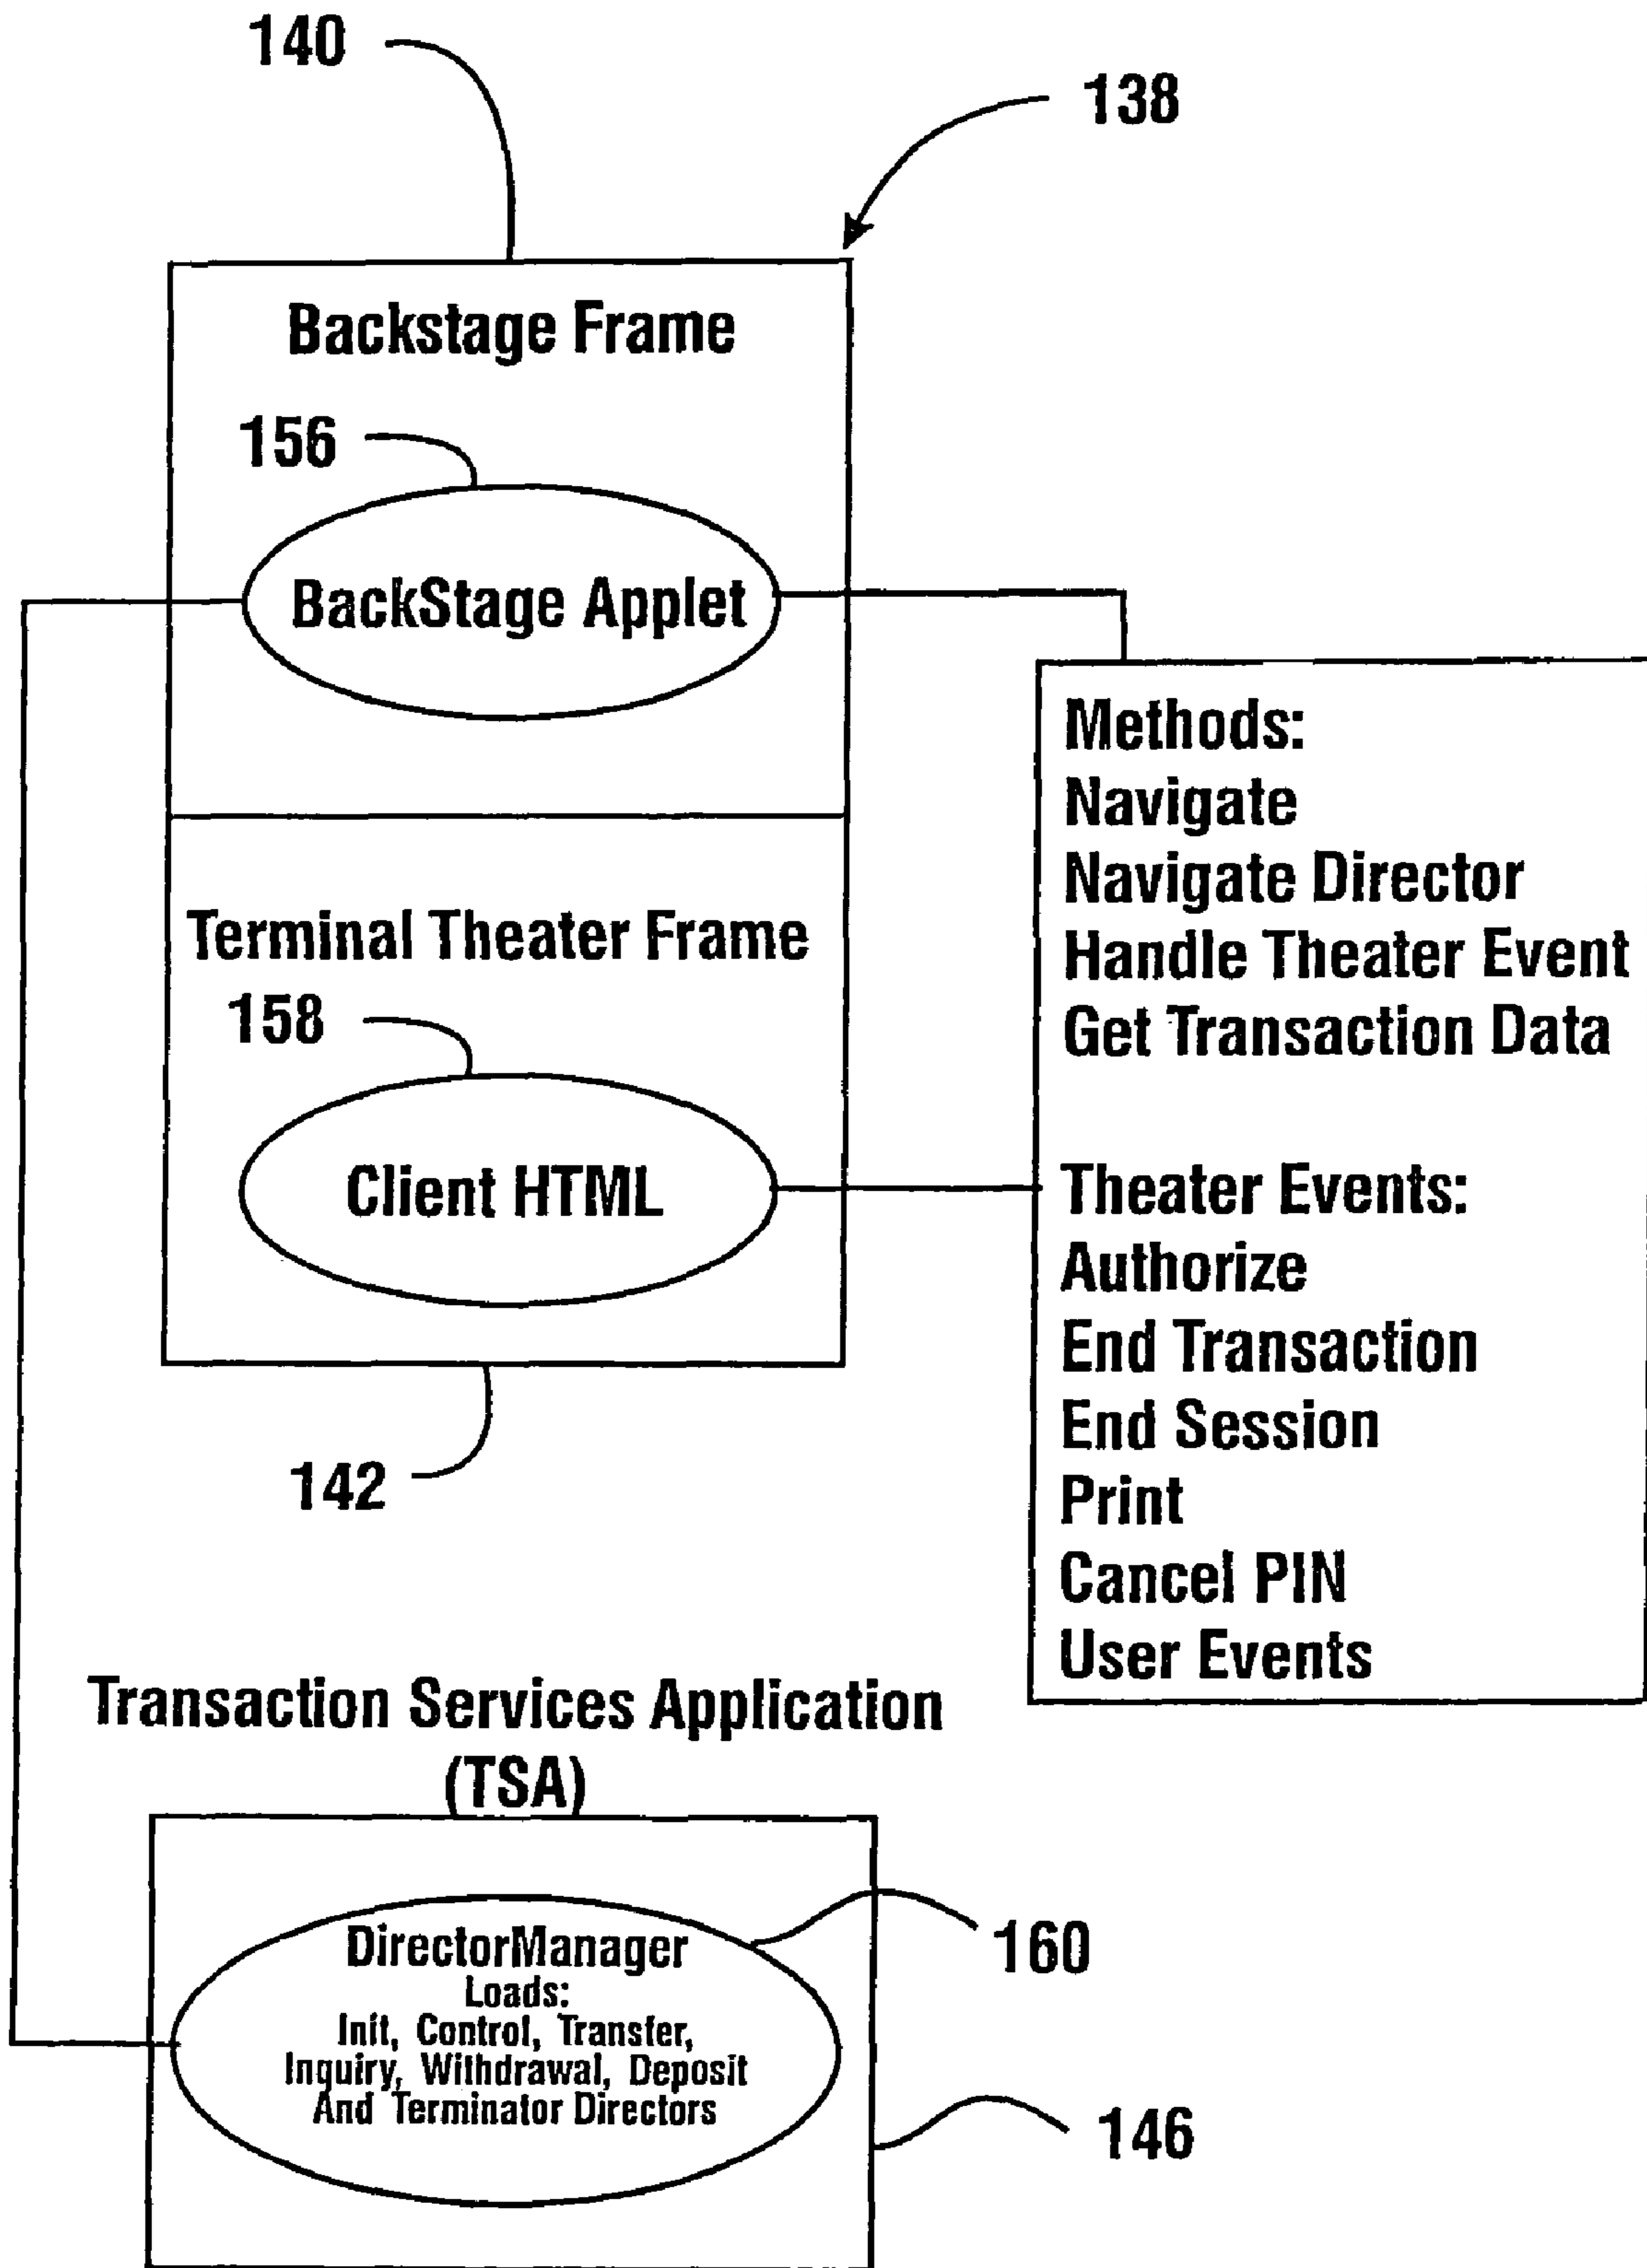 140
138
Backstage Frame
156
BackStage Applet
Methods:
Navigate
Navigate Director
Handle Theater Event
Get Transaction Data
Terminal Theater Frame
158
Client HTML
Theater Events:
Authorize
End Transaction
End Session
Print
Cancel PIN
User Events
142
Transaction Services Application
(TSA)
DirectorManager
Loads:
Init, Control, Transfer,
Inquiry, Withdrawal, Deposit
And Terminator Directors
160
146